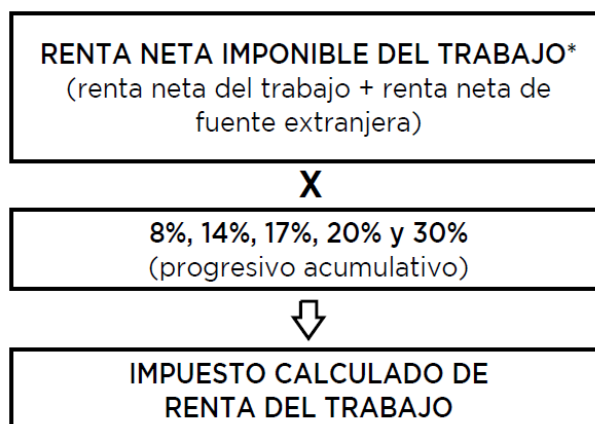 RENTA NETA IMPONIBLE DEL TRABAJO*
(renta neta del trabajo + renta neta de
fuente extranjera)
X
8%, 14%, 17%, 20% y 30%
(progresivo acumulativo)
IMPUESTO CALCULADO DE
RENTA DEL TRABAJO